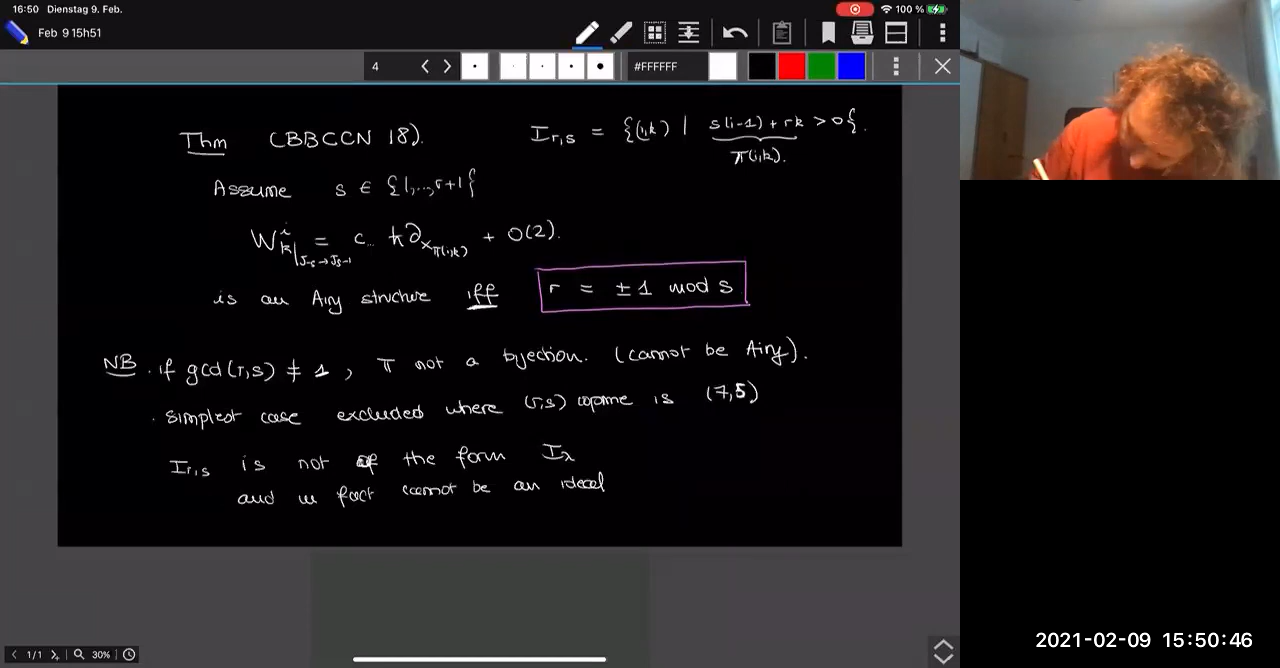 16:50 Dienstag 9. Feb.
100 %
Feb 9 15h51
4
#FFFFFF
Thm (BBCCN 18).
I_{r,s} = {(i,k) | s(i-1) + rk > 0}.
π(i,k).
Assume s ∈ {1,...,r+1}
W^i_k|_{J_{-s} → J_{-s} -1} = c... ħ∂_{x_{π(i,k)}} + O(2).
is an Airy structure iff r = ±1 mod s
NB . if gcd(r,s) ≠ 1, π not a bijection. (cannot be Airy).
. simplest case excluded where (r,s) coprime is (7,5)
I_{r,s} is not of the form I_λ
and in fact cannot be an ideal
1/1
30%
2021-02-09 15:50:46